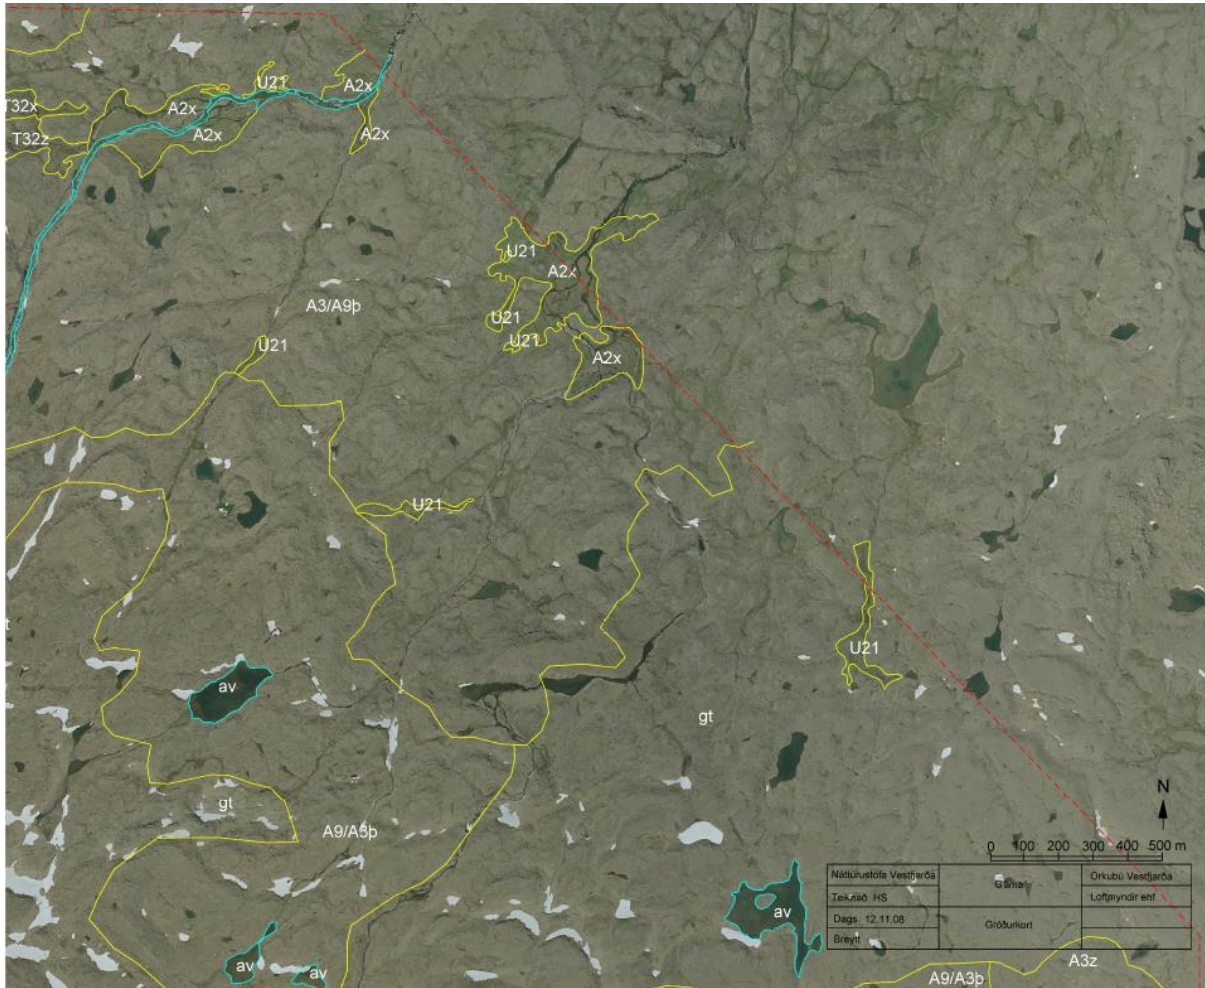 U21
A2x
A2x
T32x
A2x
A2x
T32z
U21
A2x
A3/A9þ
U21
U21
U21
A2x
U21
U21
av
gt
gt
A9/A3þ
N
0 100 200 300 400 500 m
Náttúrustofa Vestfjarða
Gláma
Orkubú Vestfjarða
Teiknað HS
Loftmyndir ehf
Dags. 12.11.08
Gróðurkort
Breytt
av
av
av
A3z
A9/A3þ